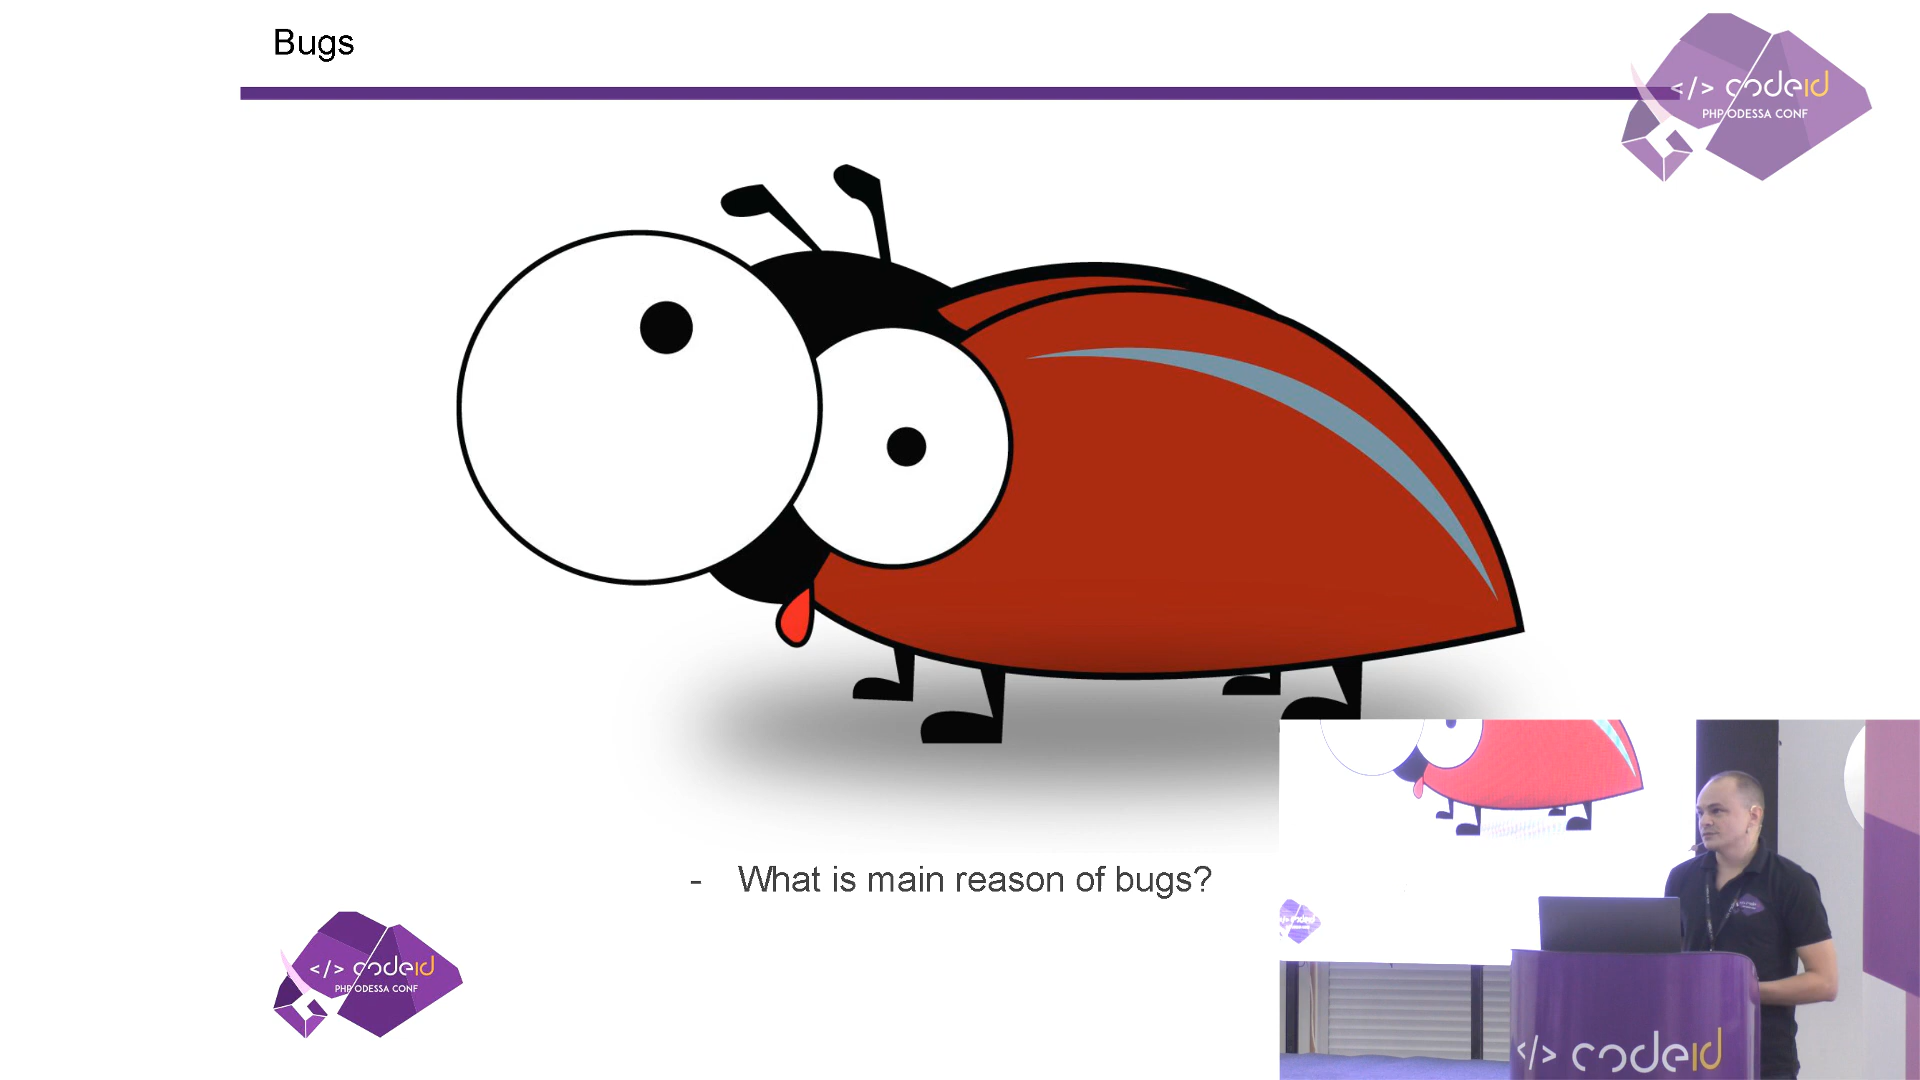 Bugs
</> codeid
PHP ODESSA CONF
- What is main reason of bugs?
</> codeid
PHP ODESSA CONF
</> codeid